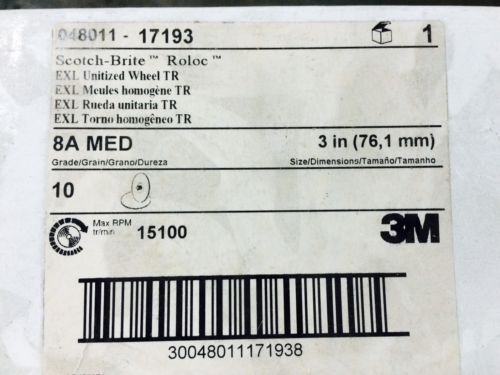 048011 - 17193 1
Scotch-Brite™ Roloc™
EXL Unitized Wheel TR
EXL Meules homogène TR
EXL Rueda unitaria TR
EXL Torno homogêneo TR
8A MED 3 in (76,1 mm)
Grade/Grain/Grano/Dureza Size/Dimensions/Tamaño/Tamanho
10
Max RPM
tr/min 15100 3M
30048011171938